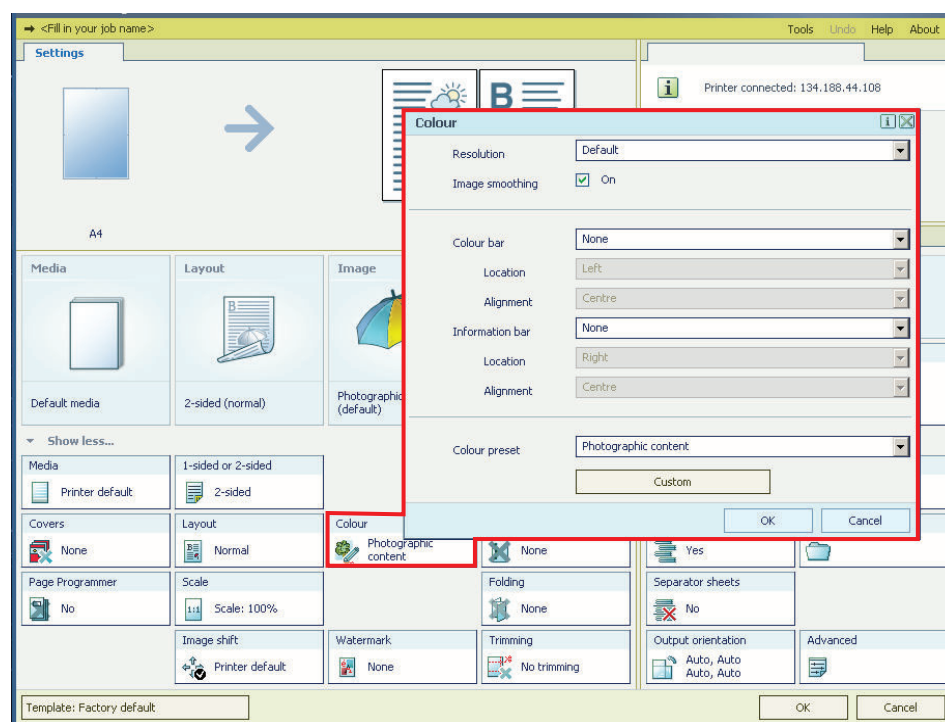 <Fill in your job name>
Tools Undo Help About
Settings
Printer connected: 134.188.44.108
B
A4
Colour
Resolution Default
Image smoothing On
Colour bar None
Location Left
Alignment Centre
Information bar None
Location Right
Alignment Centre
Colour preset Photographic content
Custom
OK Cancel
Media Layout Image
B
Default media 2-sided (normal) Photographic
(default)
Show less...
Media 1-sided or 2-sided
Printer default 2-sided
Covers Layout Colour
None Normal Photographic
content None Yes
Page Programmer Scale Folding Separator sheets
No 1:1 Scale: 100% None No
Image shift Watermark Trimming Output orientation Advanced
Printer default None No trimming Auto, Auto
Auto, Auto
Template: Factory default OK Cancel